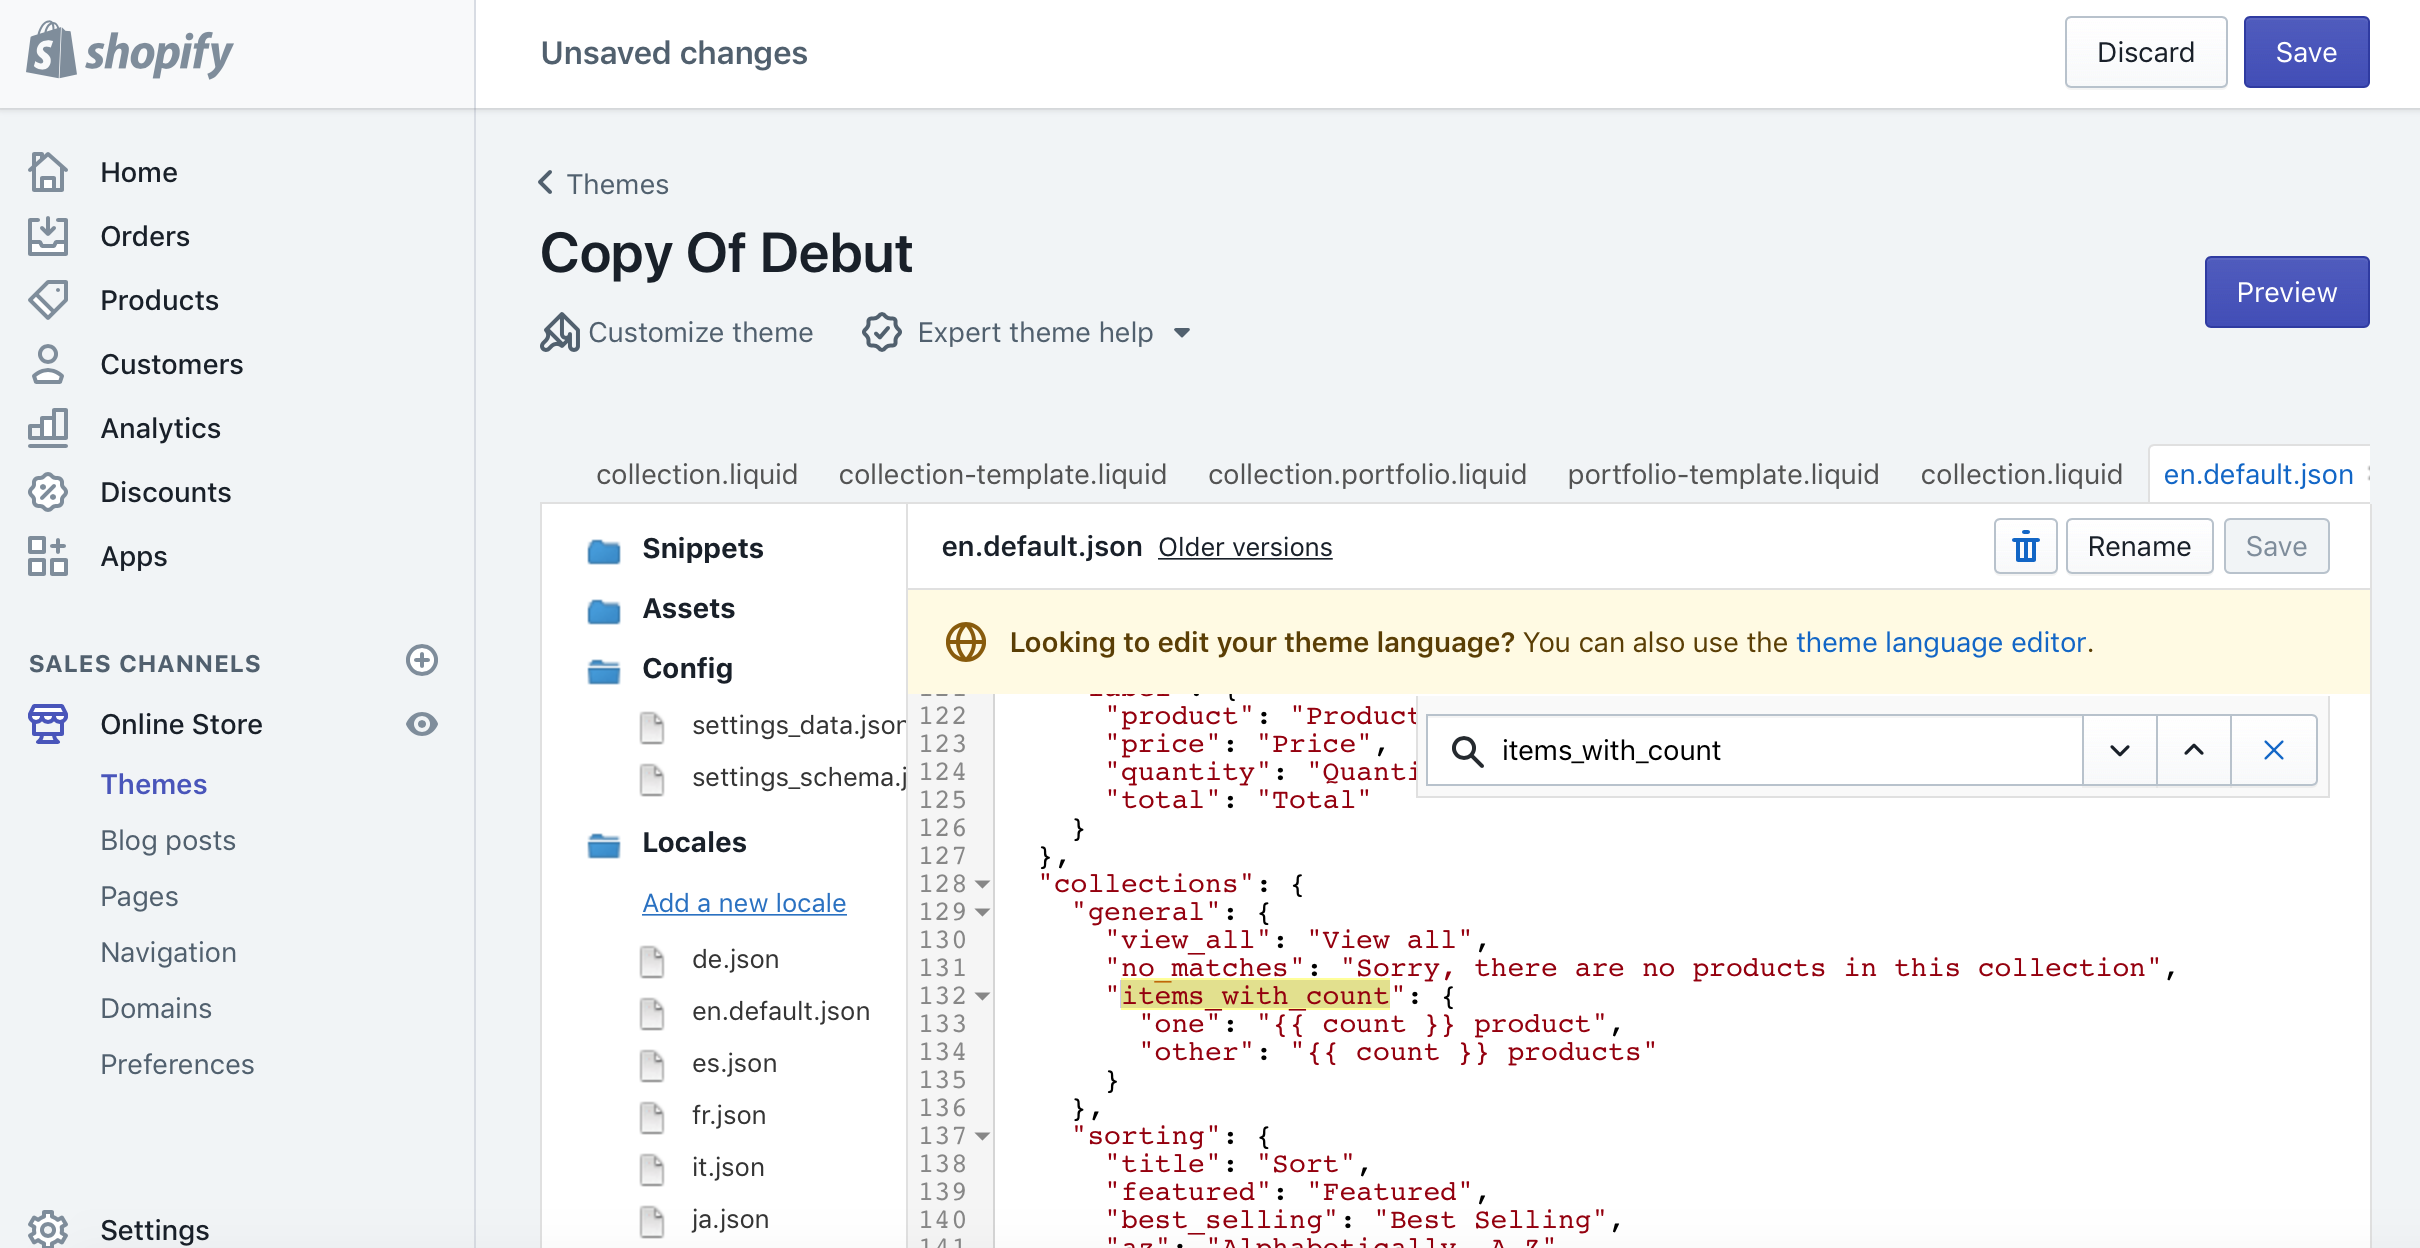 shopify
Unsaved changes
Discard
Save
Home
Orders
Products
Customers
Analytics
Discounts
Apps
SALES CHANNELS
Online Store
Themes
Blog posts
Pages
Navigation
Domains
Preferences
Settings
Themes
Copy Of Debut
Customize theme
Expert theme help
Preview
collection.liquid
collection-template.liquid
collection.portfolio.liquid
portfolio-template.liquid
collection.liquid
en.default.json
Snippets
Assets
Config
settings_data.json
settings_schema.j
Locales
Add a new locale
de.json
en.default.json
es.json
fr.json
it.json
ja.json
en.default.json Older versions
Rename
Save
Looking to edit your theme language? You can also use the theme language editor.
items_with_count
122 "product": "Product
123 "price": "Price",
124 "quantity": "Quanti
125 "total": "Total"
126 }
127 },
128 "collections": {
129 "general": {
130 "view_all": "View all",
131 "no_matches": "Sorry, there are no products in this collection",
132 "items_with_count": {
133 "one": "{{ count }} product",
134 "other": "{{ count }} products"
135 }
136 },
137 "sorting": {
138 "title": "Sort",
139 "featured": "Featured",
140 "best_selling": "Best Selling",
141 "az": "Alphabetically, A-Z"